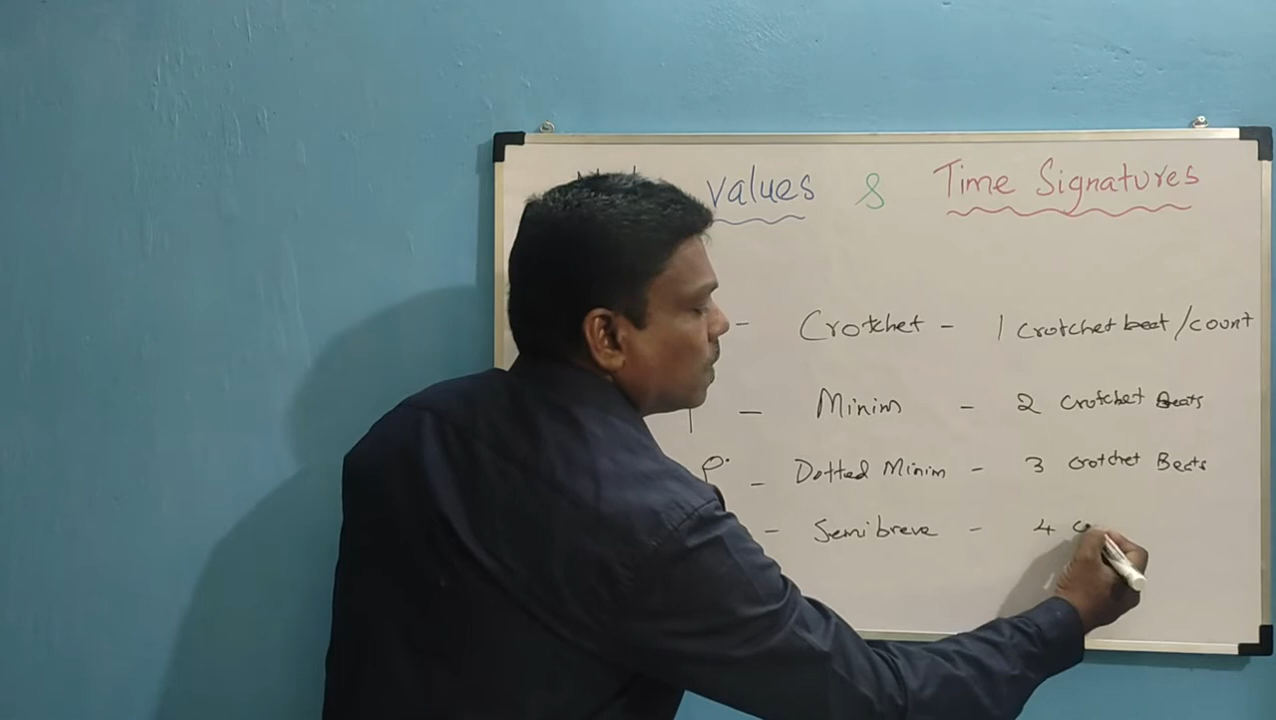 values & Time Signatures
- Crotchet - 1 crotchet beat/count
- Minim - 2 crotchet Beats
- Dotted Minim - 3 crotchet Beats
- Semibreve - 4